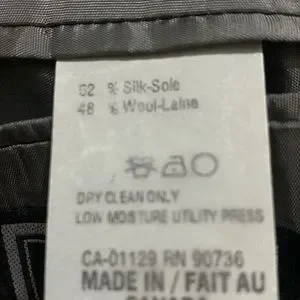 52 % Silk-Soie
48 % Wool-Laine
DRY CLEAN ONLY
LOW MOISTURE UTILITY PRESS
CA-01129 RN 90736
MADE IN / FAIT AU
CANADA